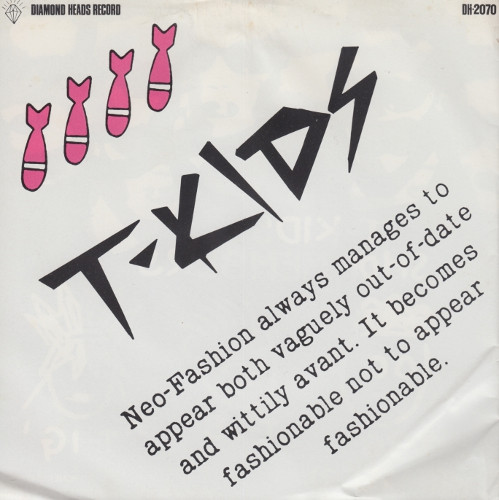 DIAMOND HEADS RECORD
DH-2070
T-KIDS
Neo-Fashion always manages to
appear both vaguely out-of-date
and wittily avant. It becomes
fashionable not to appear
fashionable.